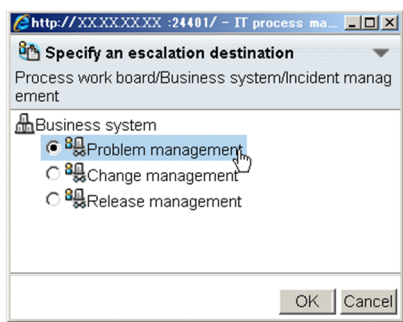 http://XX.XX.XX.XX :24401/ - IT process ma...
Specify an escalation destination
Process work board/Business system/Incident manag
ement
Business system
Problem management
Change management
Release management
OK Cancel